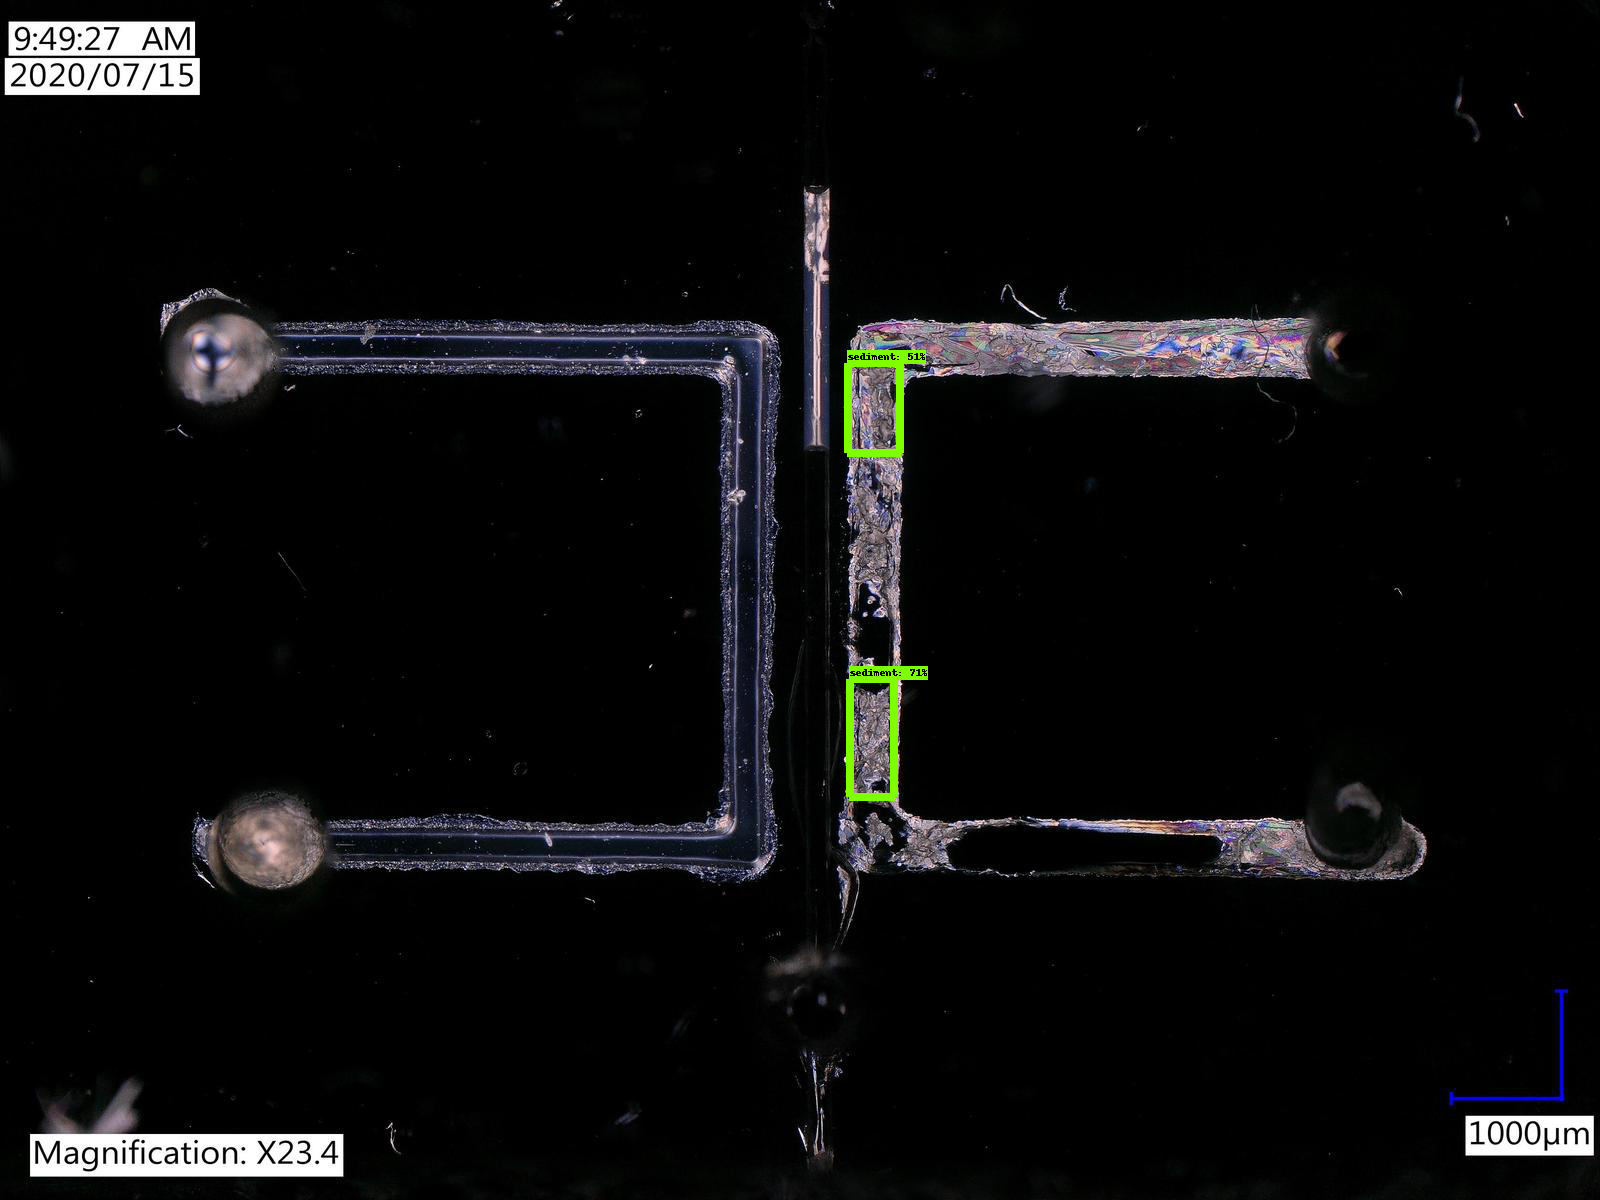 9:49:27 AM
2020/07/15
sediment: 51%
sediment: 71%
1000μm
Magnification: X23.4